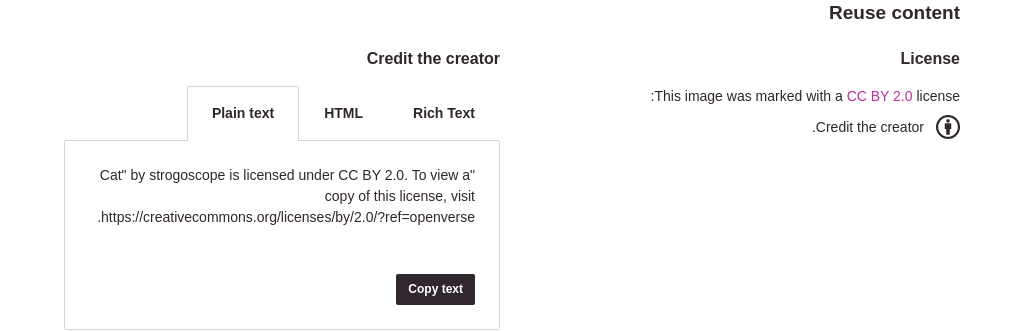 Reuse content
License
:This image was marked with a CC BY 2.0 license
.Credit the creator
Credit the creator
Rich Text
HTML
Plain text
Cat" by strogoscope is licensed under CC BY 2.0. To view a"
copy of this license, visit
.https://creativecommons.org/licenses/by/2.0/?ref=openverse
Copy text